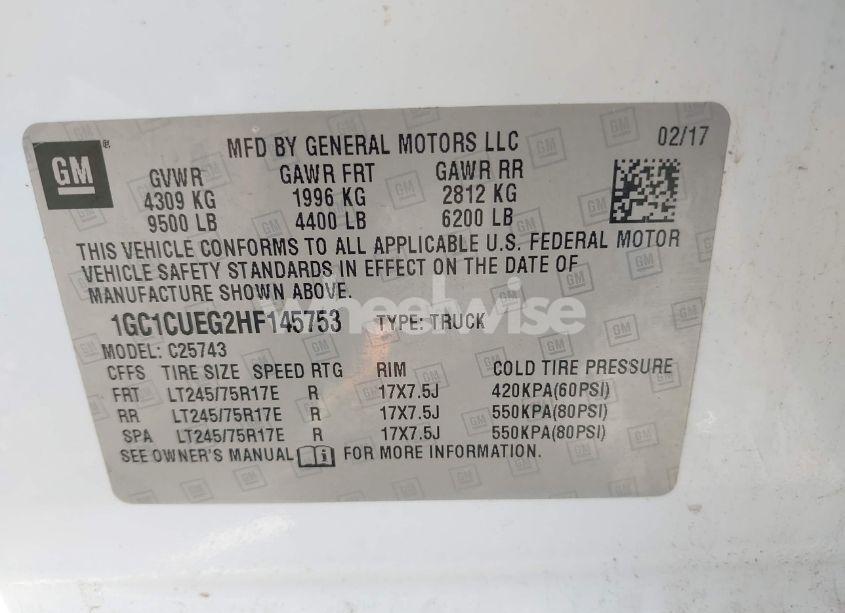 GM
MFD BY GENERAL MOTORS LLC 02/17
GVWR GAWR FRT GAWR RR
4309 KG 1996 KG 2812 KG
9500 LB 4400 LB 6200 LB
THIS VEHICLE CONFORMS TO ALL APPLICABLE U.S. FEDERAL MOTOR
VEHICLE SAFETY STANDARDS IN EFFECT ON THE DATE OF
MANUFACTURE SHOWN ABOVE.
wheelwise
1GC1CUEG2HF145753 TYPE: TRUCK
MODEL: C25743
CFFS TIRE SIZE SPEED RTG RIM COLD TIRE PRESSURE
FRT LT245/75R17E R 17X7.5J 420KPA(60PSI)
RR LT245/75R17E R 17X7.5J 550KPA(80PSI)
SPA LT245/75R17E R 17X7.5J 550KPA(80PSI)
SEE OWNER'S MANUAL i FOR MORE INFORMATION.